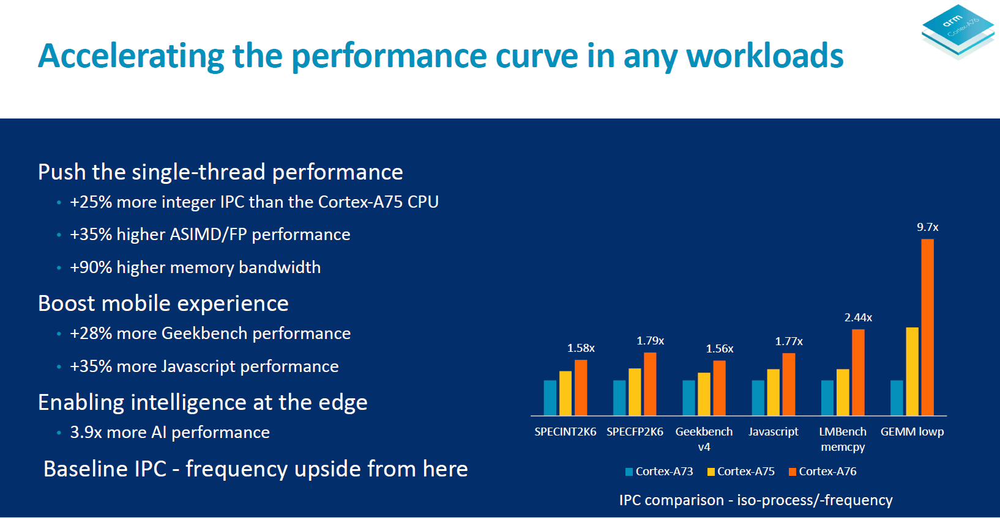 arm
Cortex-A76
Accelerating the performance curve in any workloads
Push the single-thread performance
• +25% more integer IPC than the Cortex-A75 CPU
• +35% higher ASIMD/FP performance
• +90% higher memory bandwidth
Boost mobile experience
• +28% more Geekbench performance
• +35% more Javascript performance
Enabling intelligence at the edge
• 3.9x more AI performance
Baseline IPC - frequency upside from here
1.58x
1.79x
1.56x
1.77x
2.44x
9.7x
SPECINT2K6
SPECFP2K6
Geekbench
v4
Javascript
LMBench
memcpy
GEMM lowp
Cortex-A73
Cortex-A75
Cortex-A76
IPC comparison - iso-process/-frequency